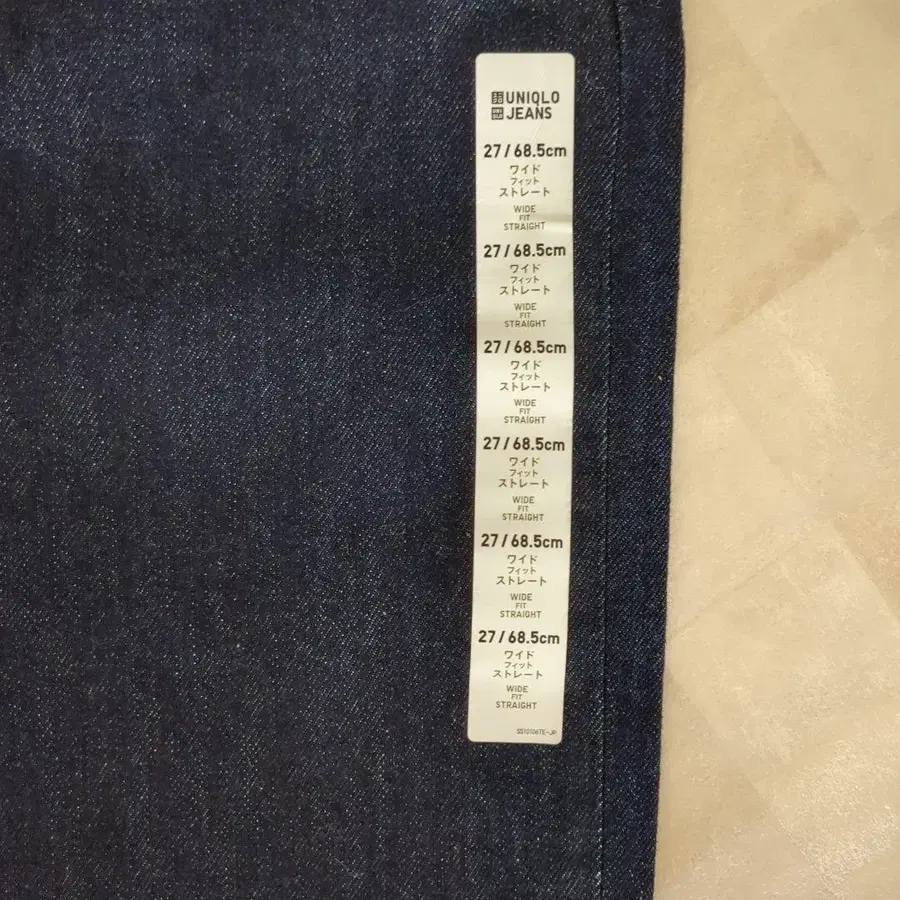 UNIQLO
JEANS
27/68.5cm
ワイド
フィット
ストレート
WIDE
FIT
STRAIGHT
27/68.5cm
ワイド
フィット
ストレート
WIDE
FIT
STRAIGHT
27/68.5cm
ワイド
フィット
ストレート
WIDE
FIT
STRAIGHT
27/68.5cm
ワイド
フィット
ストレート
WIDE
FIT
STRAIGHT
27/68.5cm
ワイド
フィット
ストレート
WIDE
FIT
STRAIGHT
27/68.5cm
ワイド
フィット
ストレート
WIDE
FIT
STRAIGHT